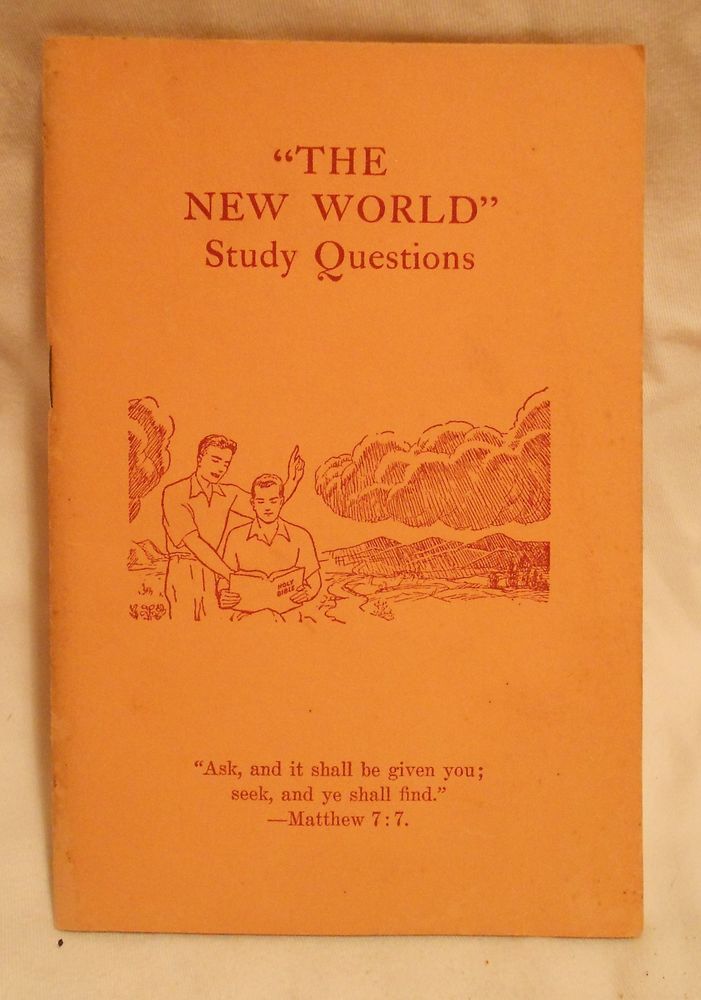 “THE
NEW WORLD”
Study Questions
HOLY
BIBLE
“Ask, and it shall be given you;
seek, and ye shall find.”
—Matthew 7:7.